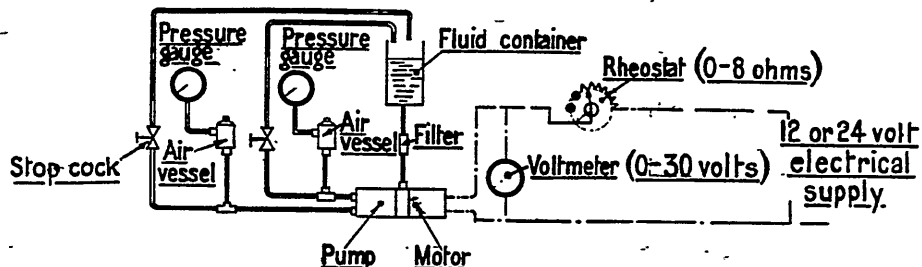 Pressure
gauge
Pressure
gauge
Fluid container
Rheostat (0-8 ohms)
Air
vessel
Filter
Stop cock
Air
vessel
Voltmeter (0-30 volts)
12 or 24 volt
electrical
supply.
Pump
Motor